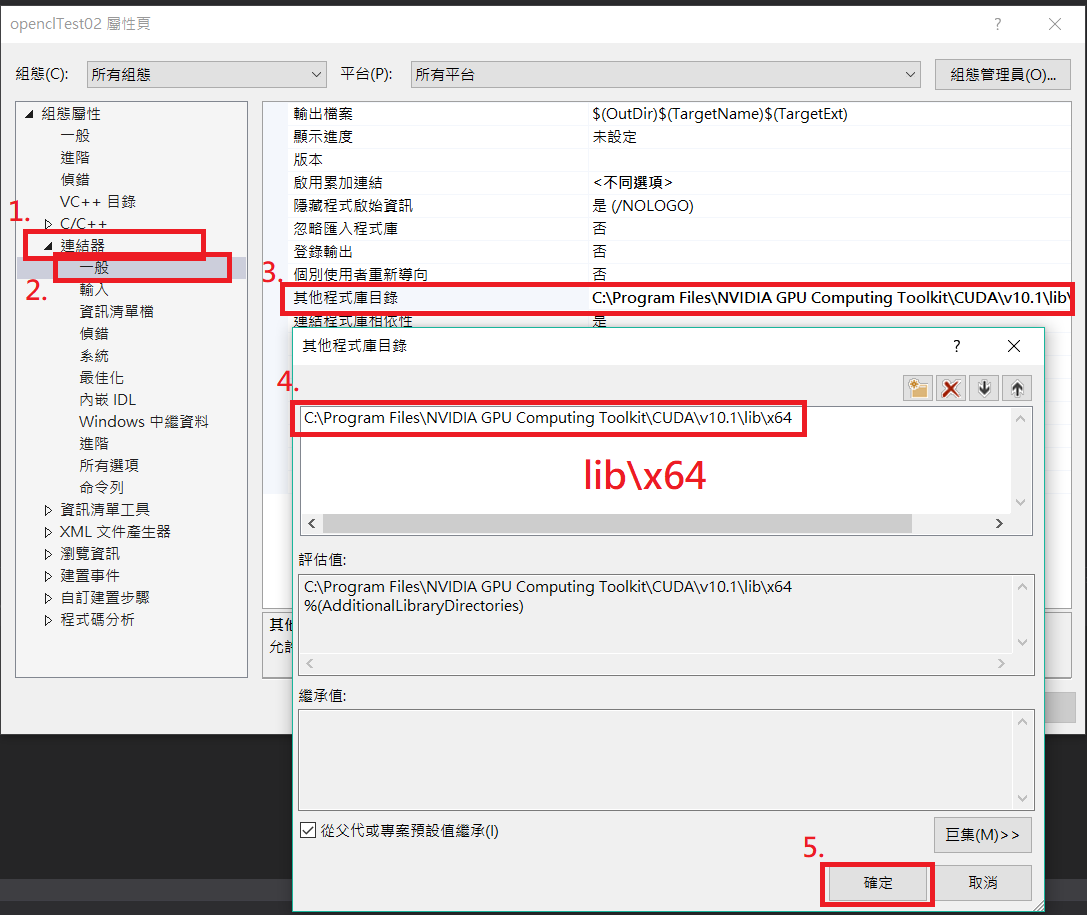 openclTest02 屬性頁
?
組態(C):
所有組態
平台(P):
所有平台
組態管理員(O)...
組態屬性
一般
進階
偵錯
VC++ 目錄
1.
C/C++
連結器
一般
2.
輸入
資訊清單檔
偵錯
系統
最佳化
內嵌 IDL
Windows 中繼資料
進階
所有選項
命令列
資訊清單工具
XML 文件產生器
瀏覽資訊
建置事件
自訂建置步驟
程式碼分析
輸出檔案 $(OutDir)$(TargetName)$(TargetExt)
顯示進度 未設定
版本
啟用累加連結 <不同選項>
隱藏程式啟始資訊 是 (/NOLOGO)
忽略匯入程式庫 否
登錄輸出 否
個別使用者重新導向 否
3.
其他程式庫目錄 C:\Program Files\NVIDIA GPU Computing Toolkit\CUDA\v10.1\lib\
連結程式庫相依性 是
其他程式庫目錄
?
4.
C:\Program Files\NVIDIA GPU Computing Toolkit\CUDA\v10.1\lib\x64
lib\x64
評估值:
C:\Program Files\NVIDIA GPU Computing Toolkit\CUDA\v10.1\lib\x64
%(AdditionalLibraryDirectories)
其他
允許
繼承值:
從父代或專案預設值繼承(I)
巨集(M)>>
5.
確定
取消